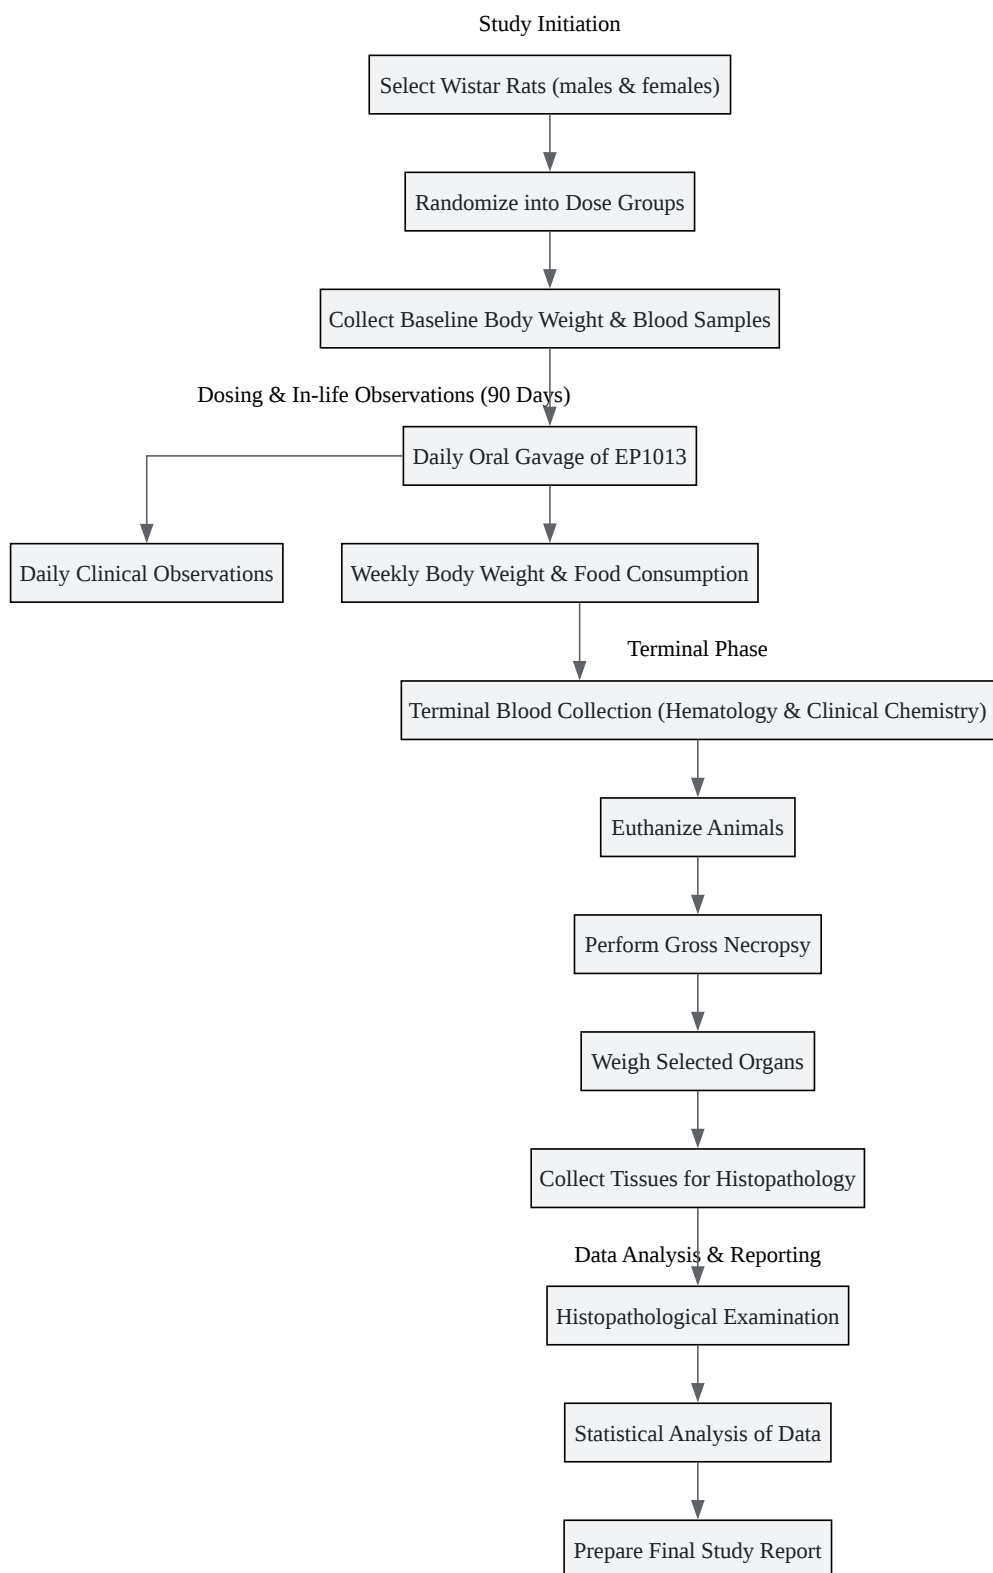 Study Initiation
Select Wistar Rats (males & females)
Randomize into Dose Groups
Collect Baseline Body Weight & Blood Samples
Dosing & In-life Observations (90 Days)
Daily Oral Gavage of EP1013
Daily Clinical Observations
Weekly Body Weight & Food Consumption
Terminal Phase
Terminal Blood Collection (Hematology & Clinical Chemistry)
Euthanize Animals
Perform Gross Necropsy
Weigh Selected Organs
Collect Tissues for Histopathology
Data Analysis & Reporting
Histopathological Examination
Statistical Analysis of Data
Prepare Final Study Report